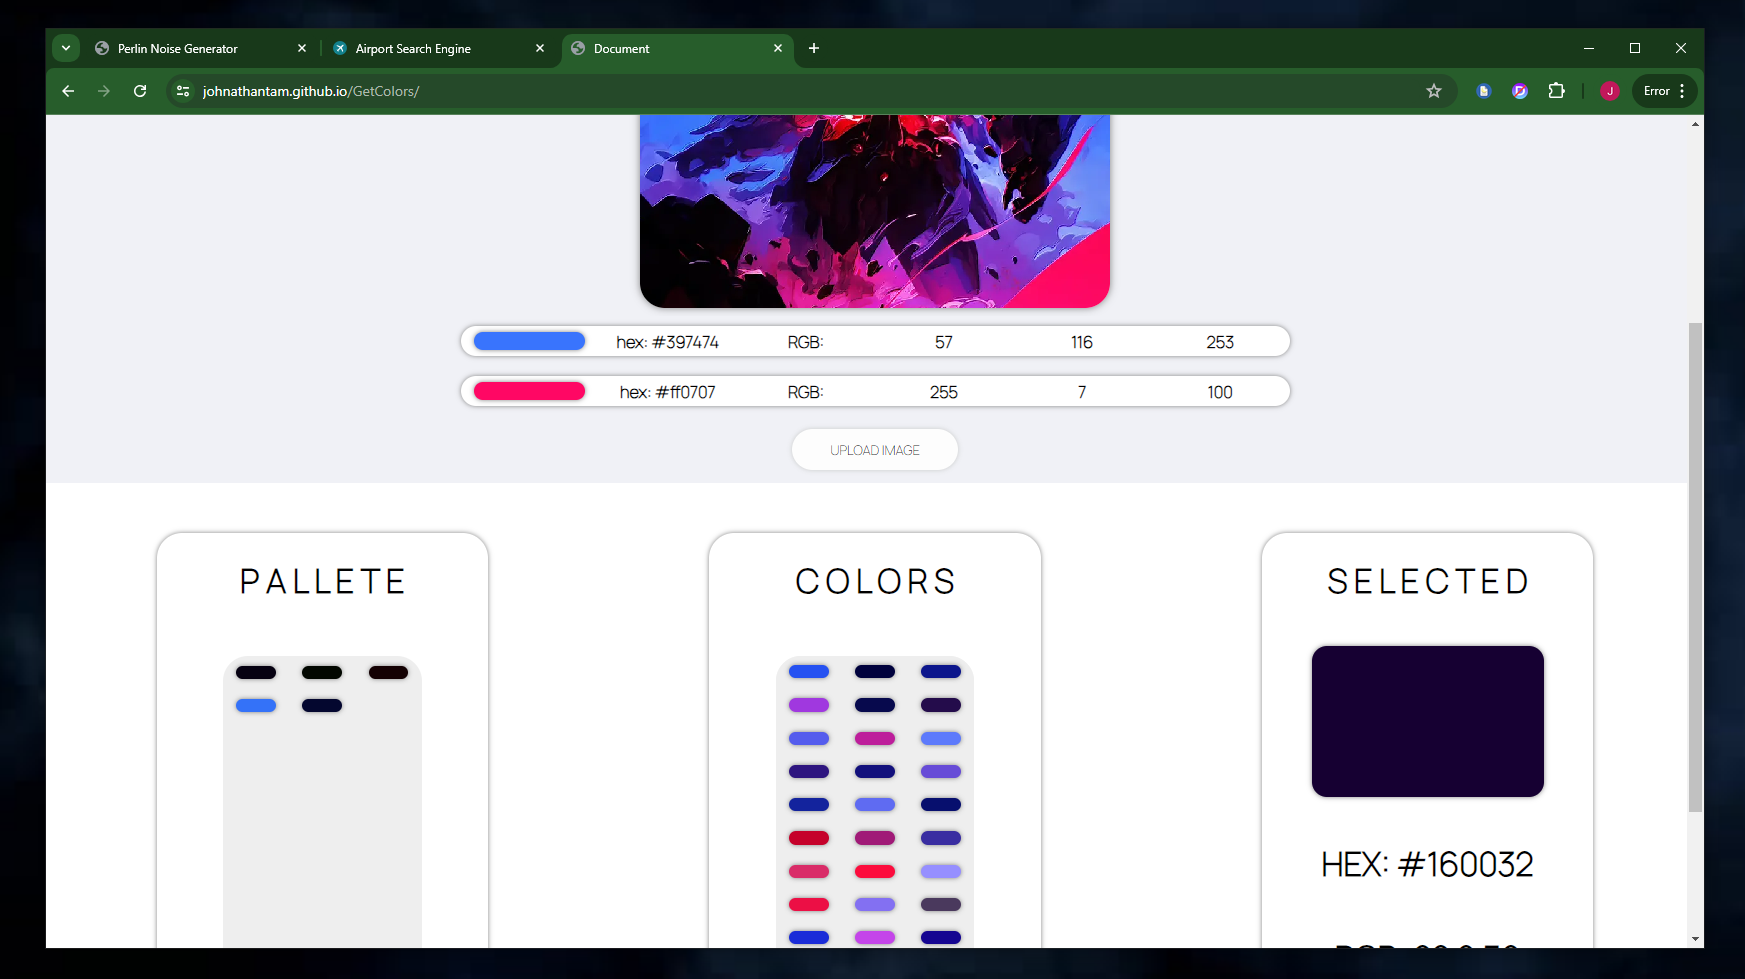 Perlin Noise Generator
Airport Search Engine
Document
johnathantam.github.io/GetColors/
J
Error
hex: #397474 RGB: 57 116 253
hex: #ff0707 RGB: 255 7 100
UPLOAD IMAGE
PALLETE
COLORS
SELECTED
HEX: #160032